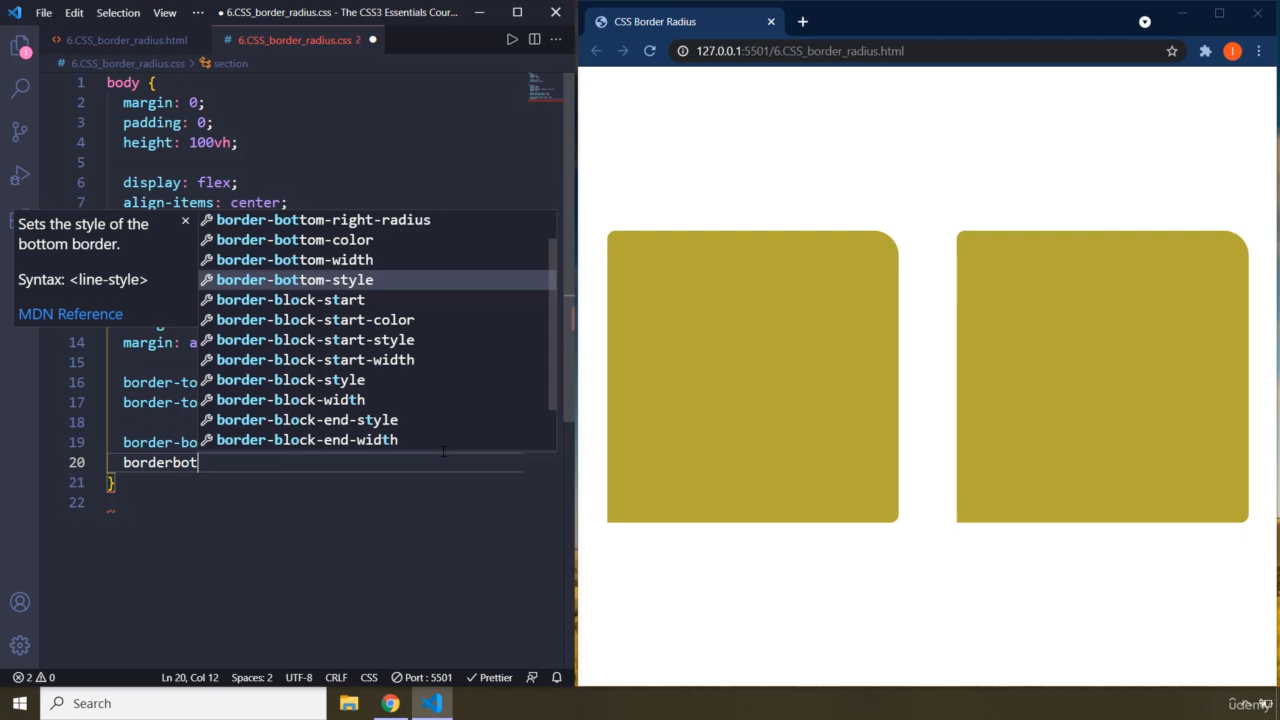 File Edit Selection View ··· ● 6.CSS_border_radius.css - The CSS3 Essentials Cour...
6.CSS_border_radius.html # 6.CSS_border_radius.css 2 ●
# 6.CSS_border_radius.css > section
1 body {
2 margin: 0;
3 padding: 0;
4 height: 100vh;
5
6 display: flex;
7 align-items: center;
Sets the style of the
bottom border.
Syntax: <line-style>
MDN Reference
border-bottom-right-radius
border-bottom-color
border-bottom-width
border-bottom-style
border-block-start
border-block-start-color
border-block-start-style
border-block-start-width
border-block-style
border-block-width
border-block-end-style
border-block-end-width
14 margin: a
15
16 border-to
17 border-to
18
19 border-bo
20 borderbot
21 }
22
1
2 0 Ln 20, Col 12 Spaces: 2 UTF-8 CRLF CSS Port : 5501 Prettier
Search
CSS Border Radius
127.0.0.1:5501/6.CSS_border_radius.html
I
udemy